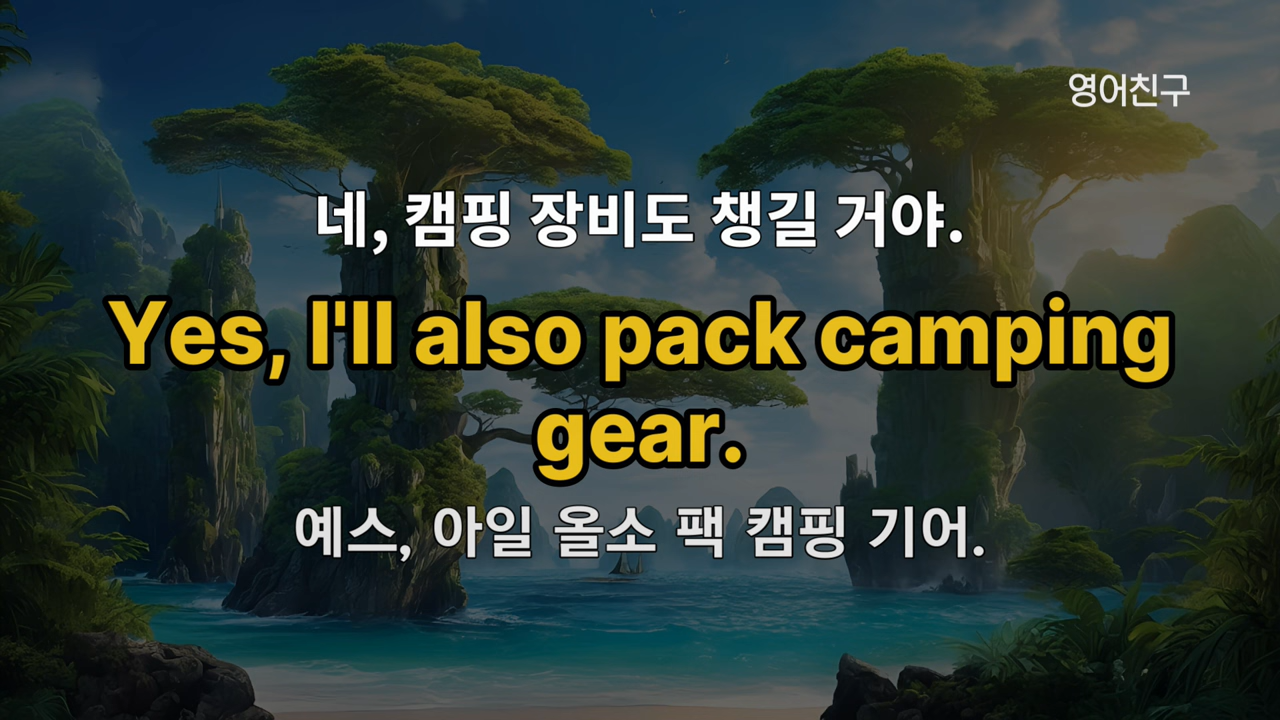 영어친구
네, 캠핑 장비도 챙길 거야.
Yes, I'll also pack camping
gear.
예스, 아일 올소 팩 캠핑 기어.